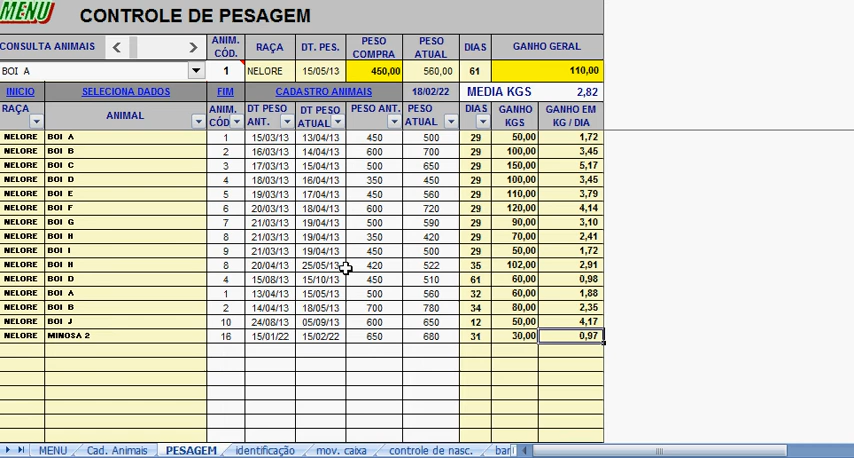 MENU CONTROLE DE PESAGEM
CONSULTA ANIMAIS ANIM. CÓD. RAÇA DT. PES. PESO COMPRA PESO ATUAL DIAS GANHO GERAL
BOI A 1 NELORE 15/05/13 450,00 560,00 61 110,00
INICIO SELECIONA DADOS FIM CADASTRO ANIMAIS 18/02/22 MEDIA KGS 2,82
RAÇA ANIMAL ANIM. CÓD DT PESO ANT. DT PESO ATUAL PESO ANT. PESO ATUAL DIAS GANHO KGS GANHO EM KG / DIA
NELORE BOI A 1 15/03/13 13/04/13 450 500 29 50,00 1,72
NELORE BOI B 2 16/03/13 14/04/13 600 700 29 100,00 3,45
NELORE BOI C 3 17/03/13 15/04/13 500 650 29 150,00 5,17
NELORE BOI D 4 18/03/13 16/04/13 350 450 29 100,00 3,45
NELORE BOI E 5 19/03/13 17/04/13 450 560 29 110,00 3,79
NELORE BOI F 6 20/03/13 18/04/13 600 720 29 120,00 4,14
NELORE BOI G 7 21/03/13 19/04/13 500 590 29 90,00 3,10
NELORE BOI H 8 21/03/13 19/04/13 350 420 29 70,00 2,41
NELORE BOI I 9 21/03/13 19/04/13 450 500 29 50,00 1,72
NELORE BOI H 8 20/04/13 25/05/13 420 522 35 102,00 2,91
NELORE BOI D 4 15/08/13 15/10/13 450 510 61 60,00 0,98
NELORE BOI A 1 13/04/13 15/05/13 500 560 32 60,00 1,88
NELORE BOI B 2 14/04/13 18/05/13 700 780 34 80,00 2,35
NELORE BOI J 10 24/08/13 05/09/13 600 650 12 50,00 4,17
NELORE MINOSA 2 16 15/01/22 15/02/22 650 680 31 30,00 0,97
MENU Cad. Animais PESAGEM identificação mov. caixa controle de nasc. bar